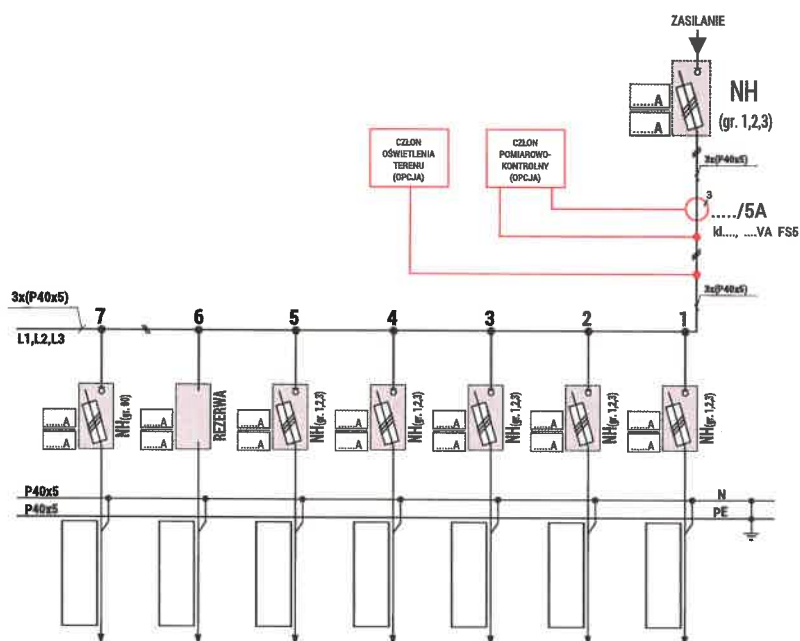 ZASILANIE
NH
(gr. 1,2,3)
......A
......A
CZŁON
OŚWIETLENIA
TERENU
(OPCJA)
CZŁON
POMIAROWO-
KONTROLNY
(OPCJA)
3x(P40x5)
3
...../5A
kl...., ....VA FS5
3x(P40x5)
3x(P40x5)
L1,L2,L3
7
6
5
4
3
2
1
......A
......A
NH(gr. 00)
......A
......A
REZERWA
......A
......A
NH(gr. 1,2,3)
......A
......A
NH(gr. 1,2,3)
......A
......A
NH(gr. 1,2,3)
......A
......A
NH(gr. 1,2,3)
......A
......A
NH(gr. 1,2,3)
P40x5
N
P40x5
PE